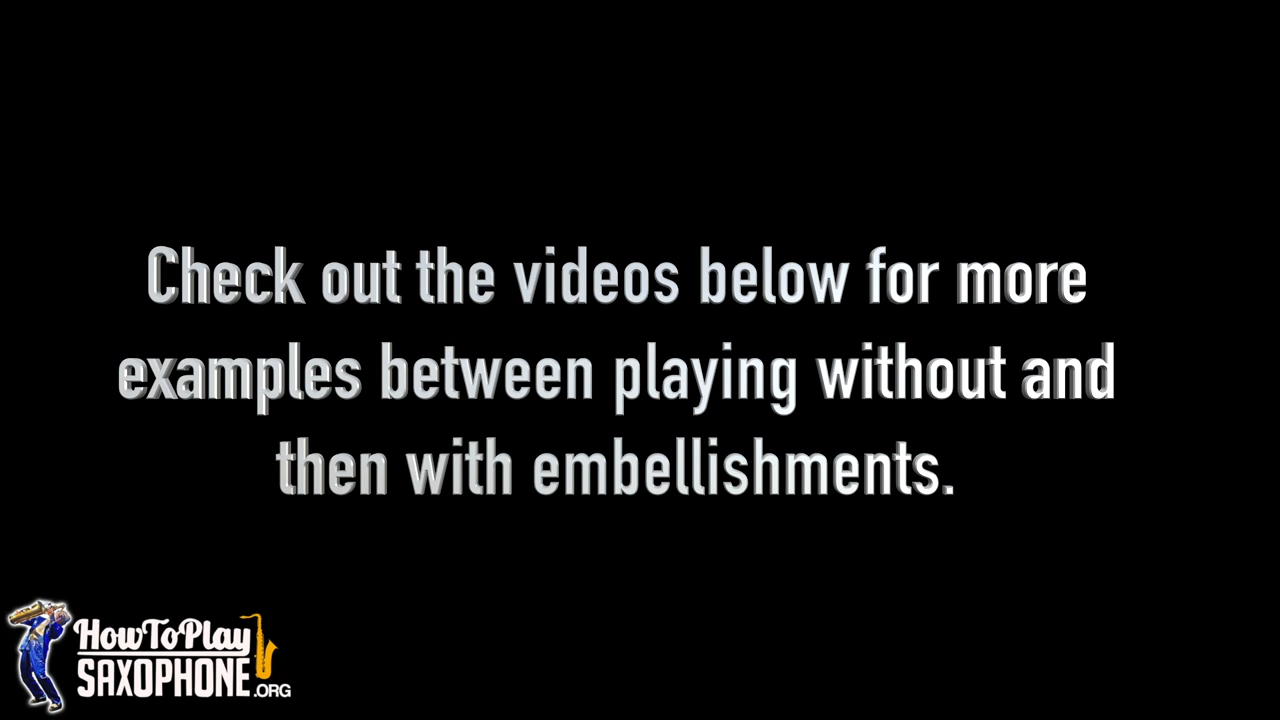 Check out the videos below for more
examples between playing without and
then with embellishments.
HowToPlay
SAXOPHONE.ORG